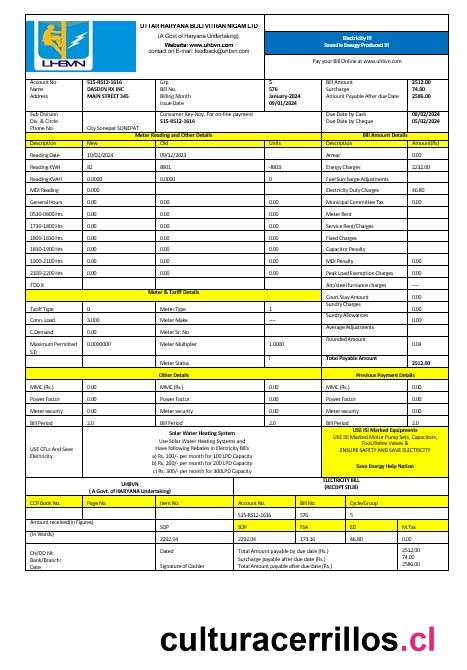 UTTAR HARYANA BIJLI VITRAN NIGAM LTD
(A Govt of Haryana Undertaking)
Website: www.uhbvn.com
contact on E-mail: feedback@uhbvn.com
UHBVN
Electricity !!!
Saved is Energy Produced !!!
Pay your Bill Online at www.uhbvn.com
Account No 515-RS12-1616 Grp. 5 Bill Amount 2512.00
Name DASDEN RX INC Bill No. 576 Surcharge 74.00
Address MAIN STREET 345 Billing Month January-2024 Amount Payable After due Date 2586.00
Issue Date 09/01/2024
Sub Division Consumer Key-Noy. For on-line payment Due Date by Cash 08/02/2024
Div. & Circle 515-RS12-1616 Due Date by Cheque 05/02/2024
Phone No. City Sonepat SONEPAT
Meter Reading and Other Details Bill Amount Details
Description New Old Units Description Amount(Rs)
Reading Date 10/02/2024 09/12/2023 Arrear 0.00
Reading KWH 82 8901 -4903 Energy Charges 2232.00
Reading KWAH 0.0000 0.0000 0 Fuel Surcharge Adjustments
MDI Reading 0.000 Electricity Duty Charges 46.80
General Hours 0.00 0.00 0.00 Municipal Committee Tax 0.00
0530-0800 Hrs 0.00 0.00 0.00 Meter Rent
1730-1800 Hrs 0.00 0.00 0.00 Service Rent/Charges
1800-1830 Hrs 0.00 0.00 0.00 Fixed Charges
1830-1900 Hrs 0.00 0.00 0.00 Capacitor Penalty
1900-2100 Hrs 0.00 0.00 0.00 MDI Penalty 0.00
2100-2200 Hrs 0.00 0.00 0.00 Peak Load Exemption Charges 0.00
TOD 8 Arc/steel furnance charges ----
Meter & Tariff Details Court Stay Amount 0.00
Sundry Charges
Tariff Type 0 Meter Type 1 0.00
Sundry Allowances
Conn. Load 3.000 Meter Make ---- 0.00
Average Adjustments
C.Demand 0.00 Meter Sr. No
Rounded Amount
Maximum Permitted S.D 0.0000000 Meter Multiplier 1.0000 0.04
Meter Status Total Payable Amount 2512.00
Other Details Previous Payment Details
MMC (Rs.) 0.00 MMC (Rs.) 0.00 MMC (Rs.) 0.00
Power Factor 0.00 Power Factor 0.00 Power Factor 0.00
Meter security 0.00 Meter security 0.00 Meter security 0.00
Bill Period 2.0 Bill Period 2.0 Bill Period 2.0
USE CFLs And Save Electricity
Solar Water Heating System
Use Solar Water Heating Systems and
Have following Rebates in Electricity Bills
a) Rs. 100/- per month for 100 LPD Capacity
b) Rs. 200/- per month for 200 LPD Capacity
c) Rs. 300/- per month for 300LPD Capacity
USE ISI Marked Equipments
USE ISI Marked Motor Pump Sets, Capacitors,
Foot/Reflex Valves &
ENSURE SAFETY AND SAVE ELECTRICITY
Save Energy Help Nation
UHBVN
( A Govt. of HARYANA Undertaking)
ELECTRICITY BILL
(RECEIPT STUB)
CCR Book No. Page No. Item No. Account No. Bill No. Cycle/Group
515-RS12-1616 576 5
Amount received(in Figures) SOP SOP FSA ED M.Tax
(In Words) 2292.04 2292.04 173.16 46.80 0.00
CH/DD Nt: Dated Total Amount payable by due date (Rs.) 2512.00
Bank/Branch: Surcharge payable after due date (Rs.) 74.00
Date Signature of Cashier Total Amount payable after due date (Rs.) 2586.00
culturacerrillos.cl